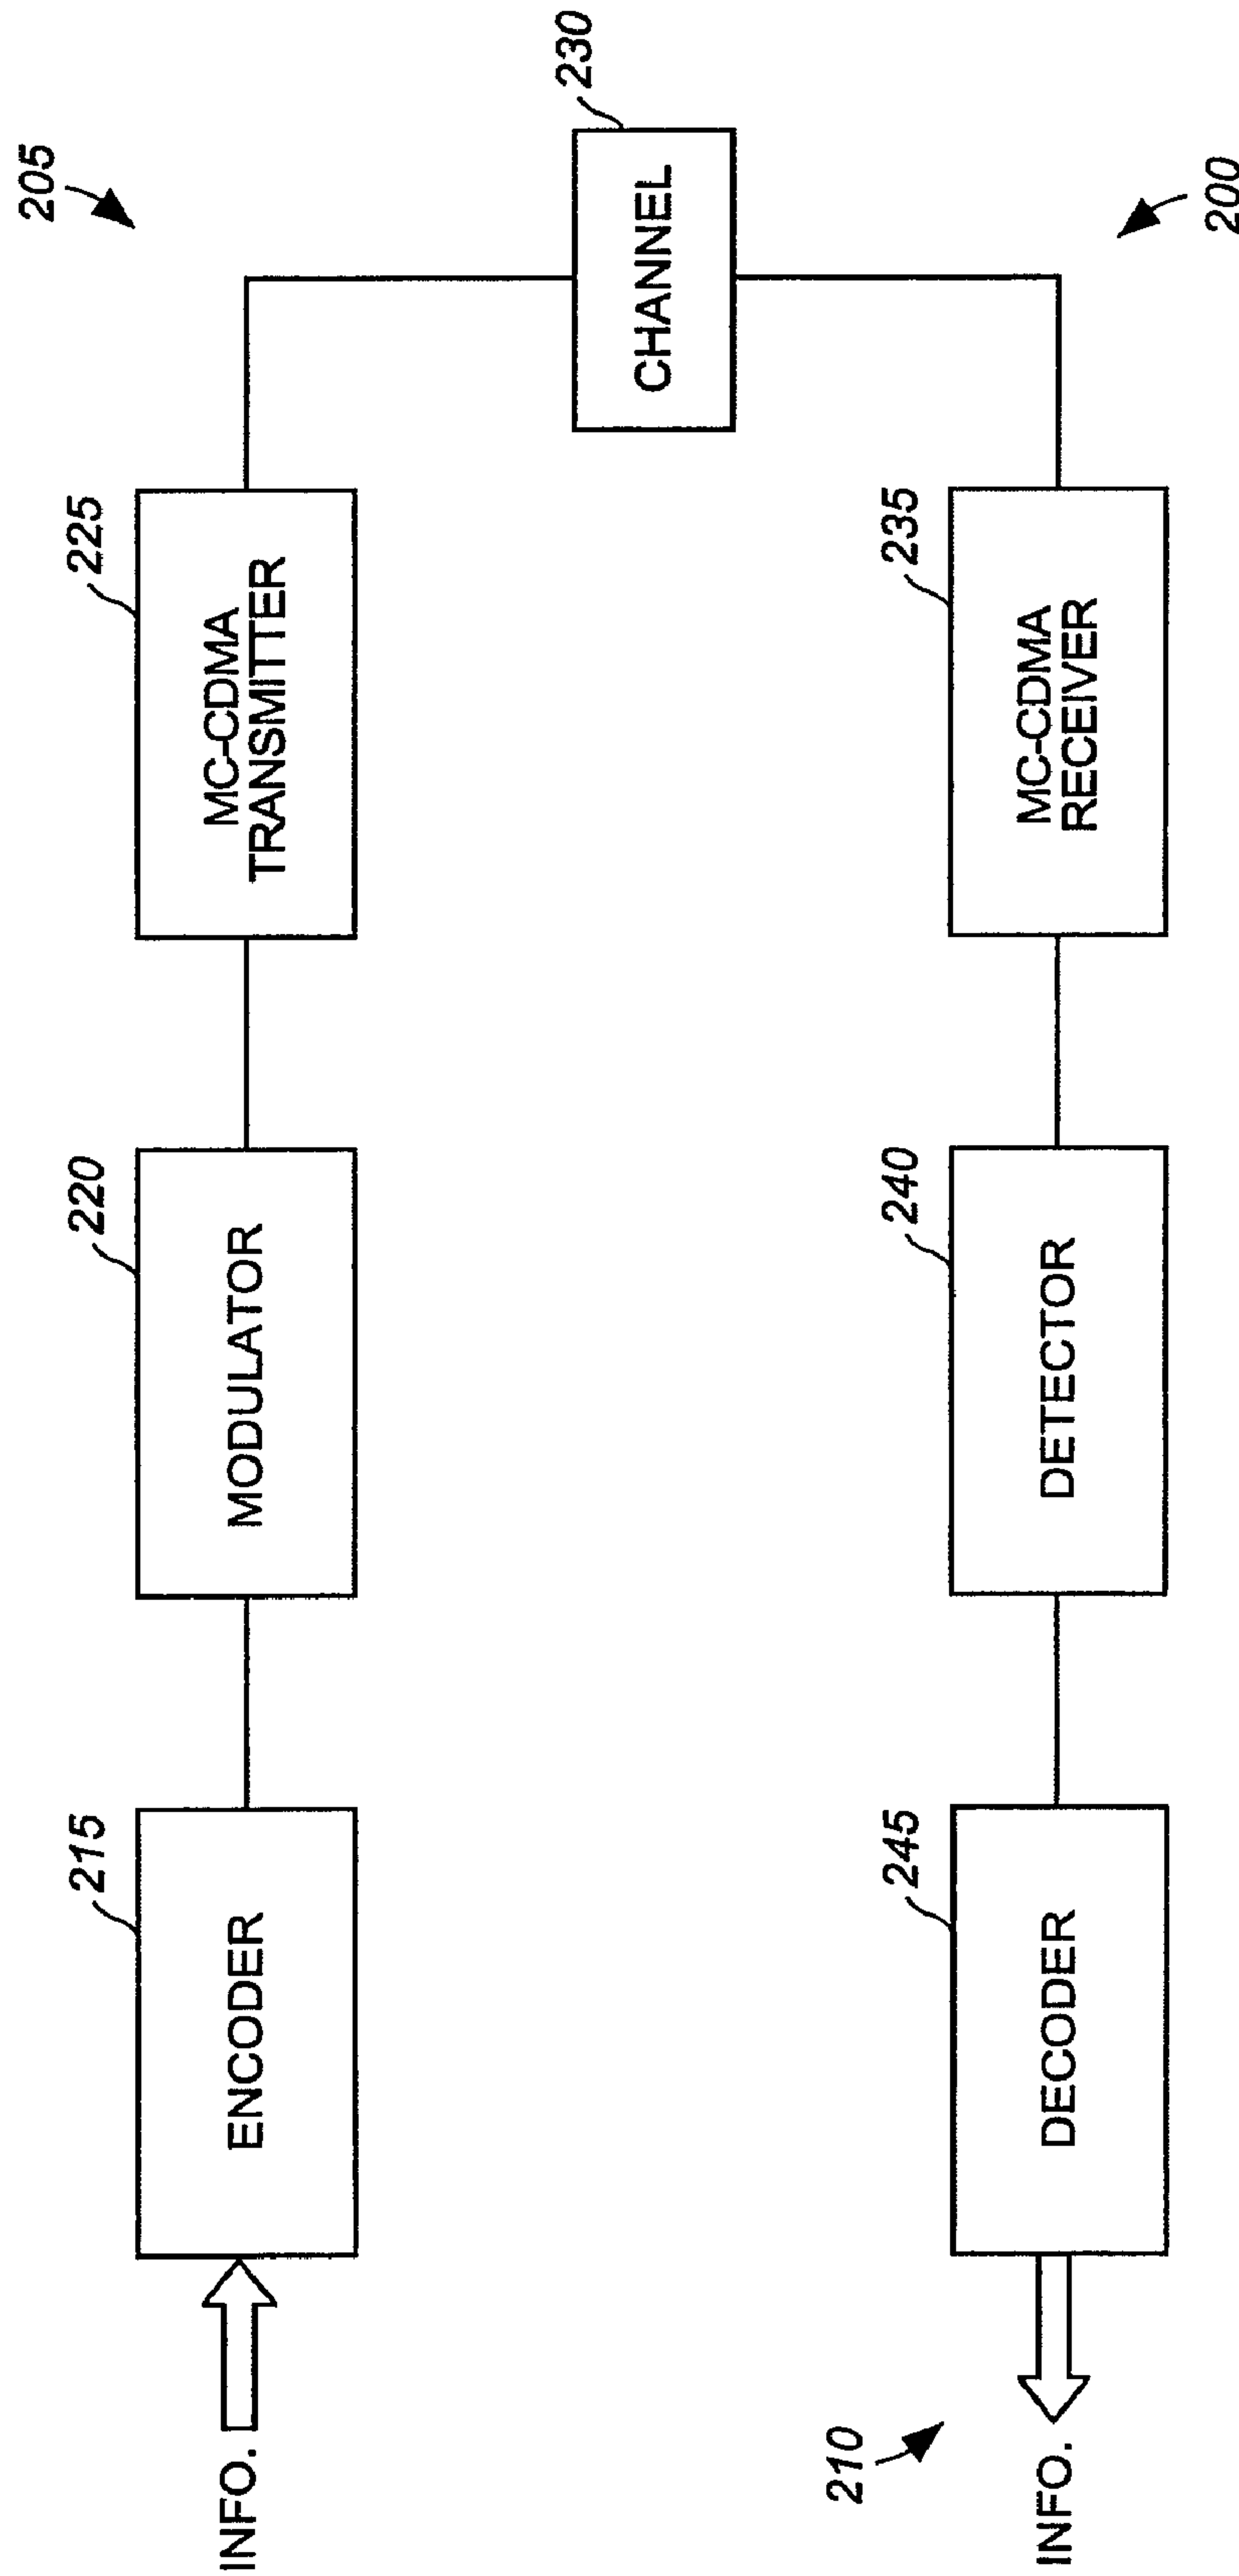 205
215
220
225
INFO.
ENCODER
MODULATOR
MC-CDMA
TRANSMITTER
230
CHANNEL
210
245
240
235
INFO.
DECODER
DETECTOR
MC-CDMA
RECEIVER
200